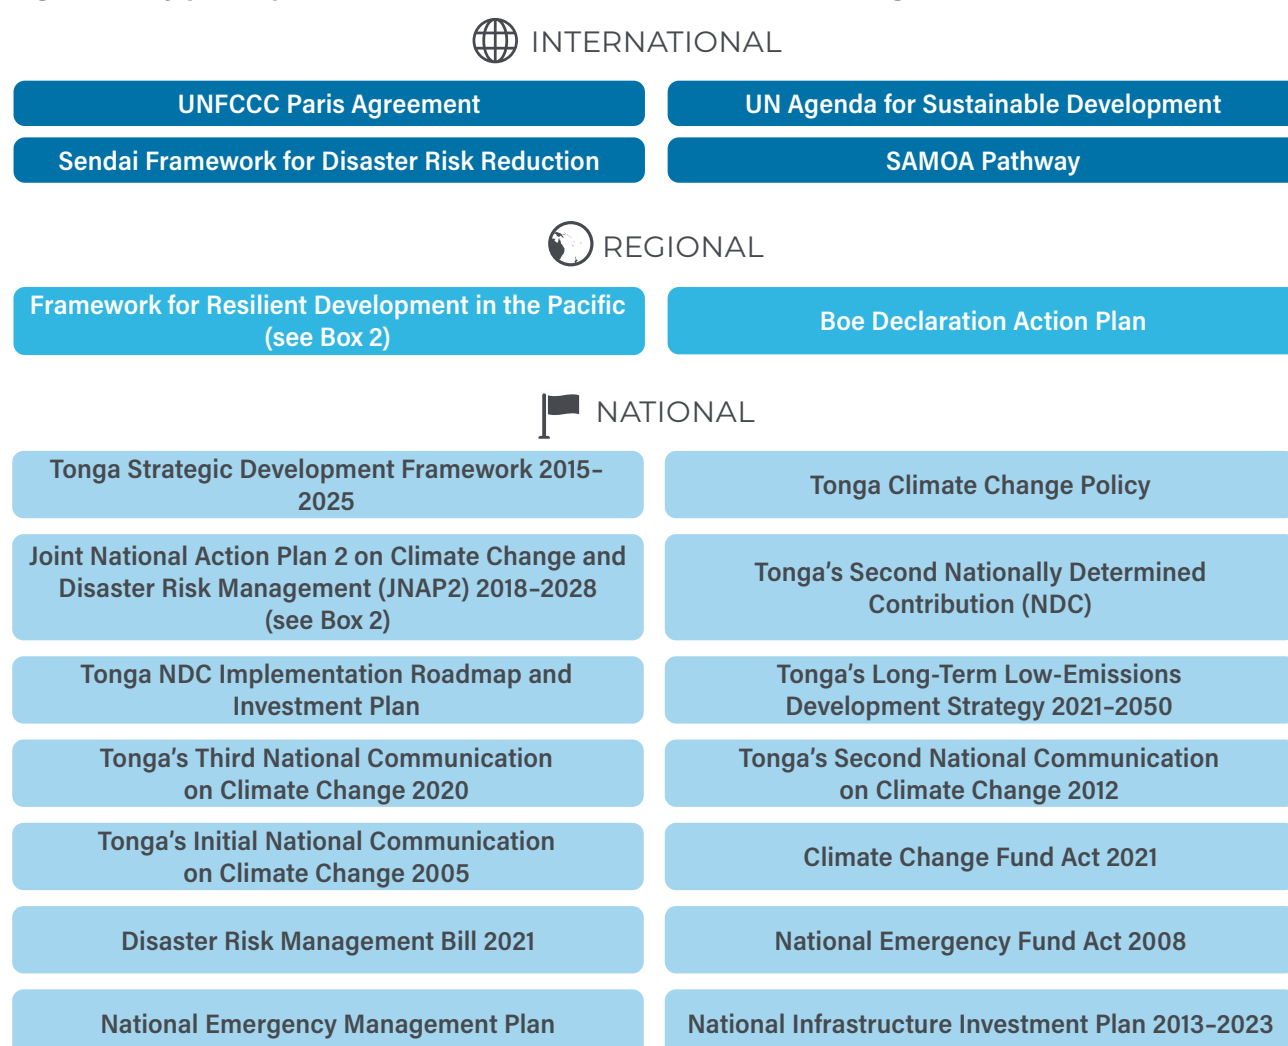 INTERNATIONAL
UNFCCC Paris Agreement
UN Agenda for Sustainable Development
Sendai Framework for Disaster Risk Reduction
SAMOA Pathway
REGIONAL
Framework for Resilient Development in the Pacific
(see Box 2)
Boe Declaration Action Plan
NATIONAL
Tonga Strategic Development Framework 2015–
2025
Tonga Climate Change Policy
Joint National Action Plan 2 on Climate Change and
Disaster Risk Management (JNAP2) 2018–2028
(see Box 2)
Tonga's Second Nationally Determined
Contribution (NDC)
Tonga NDC Implementation Roadmap and
Investment Plan
Tonga's Long-Term Low-Emissions
Development Strategy 2021–2050
Tonga's Third National Communication
on Climate Change 2020
Tonga's Second National Communication
on Climate Change 2012
Tonga's Initial National Communication
on Climate Change 2005
Climate Change Fund Act 2021
Disaster Risk Management Bill 2021
National Emergency Fund Act 2008
National Emergency Management Plan
National Infrastructure Investment Plan 2013–2023